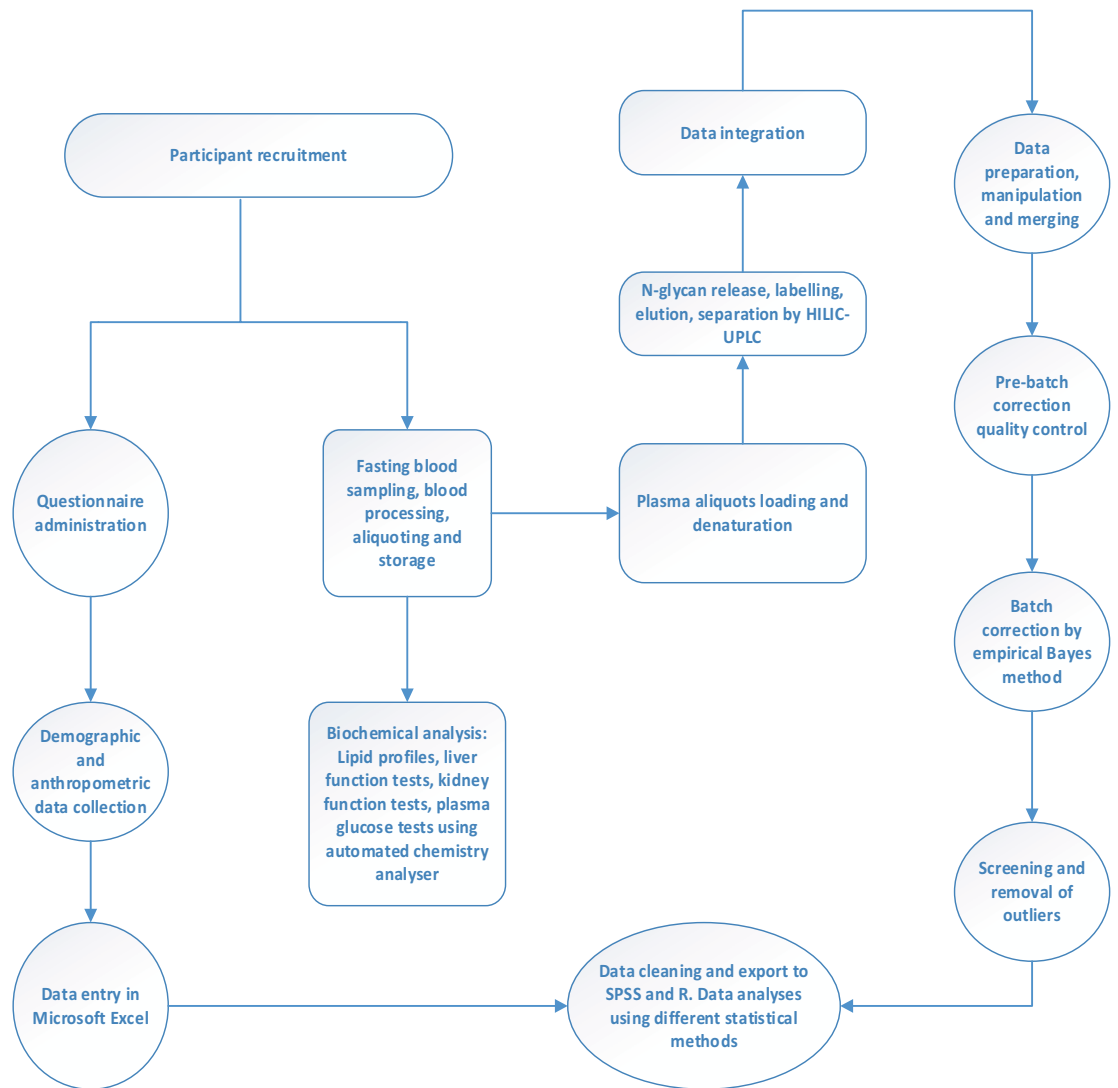 Participant recruitment
Questionnaire
administration
Demographic
and
anthropometric
data collection
Data entry in
Microsoft Excel
Fasting blood
sampling, blood
processing,
aliquoting and
storage
Biochemical analysis:
Lipid profiles, liver
function tests, kidney
function tests, plasma
glucose tests using
automated chemistry
analyser
Plasma aliquots loading and
denaturation
N-glycan release, labelling,
elution, separation by HILIC-
UPLC
Data integration
Data
preparation,
manipulation
and merging
Pre-batch
correction
quality control
Batch
correction by
empirical Bayes
method
Screening and
removal of
outliers
Data cleaning and export to
SPSS and R. Data analyses
using different statistical
methods